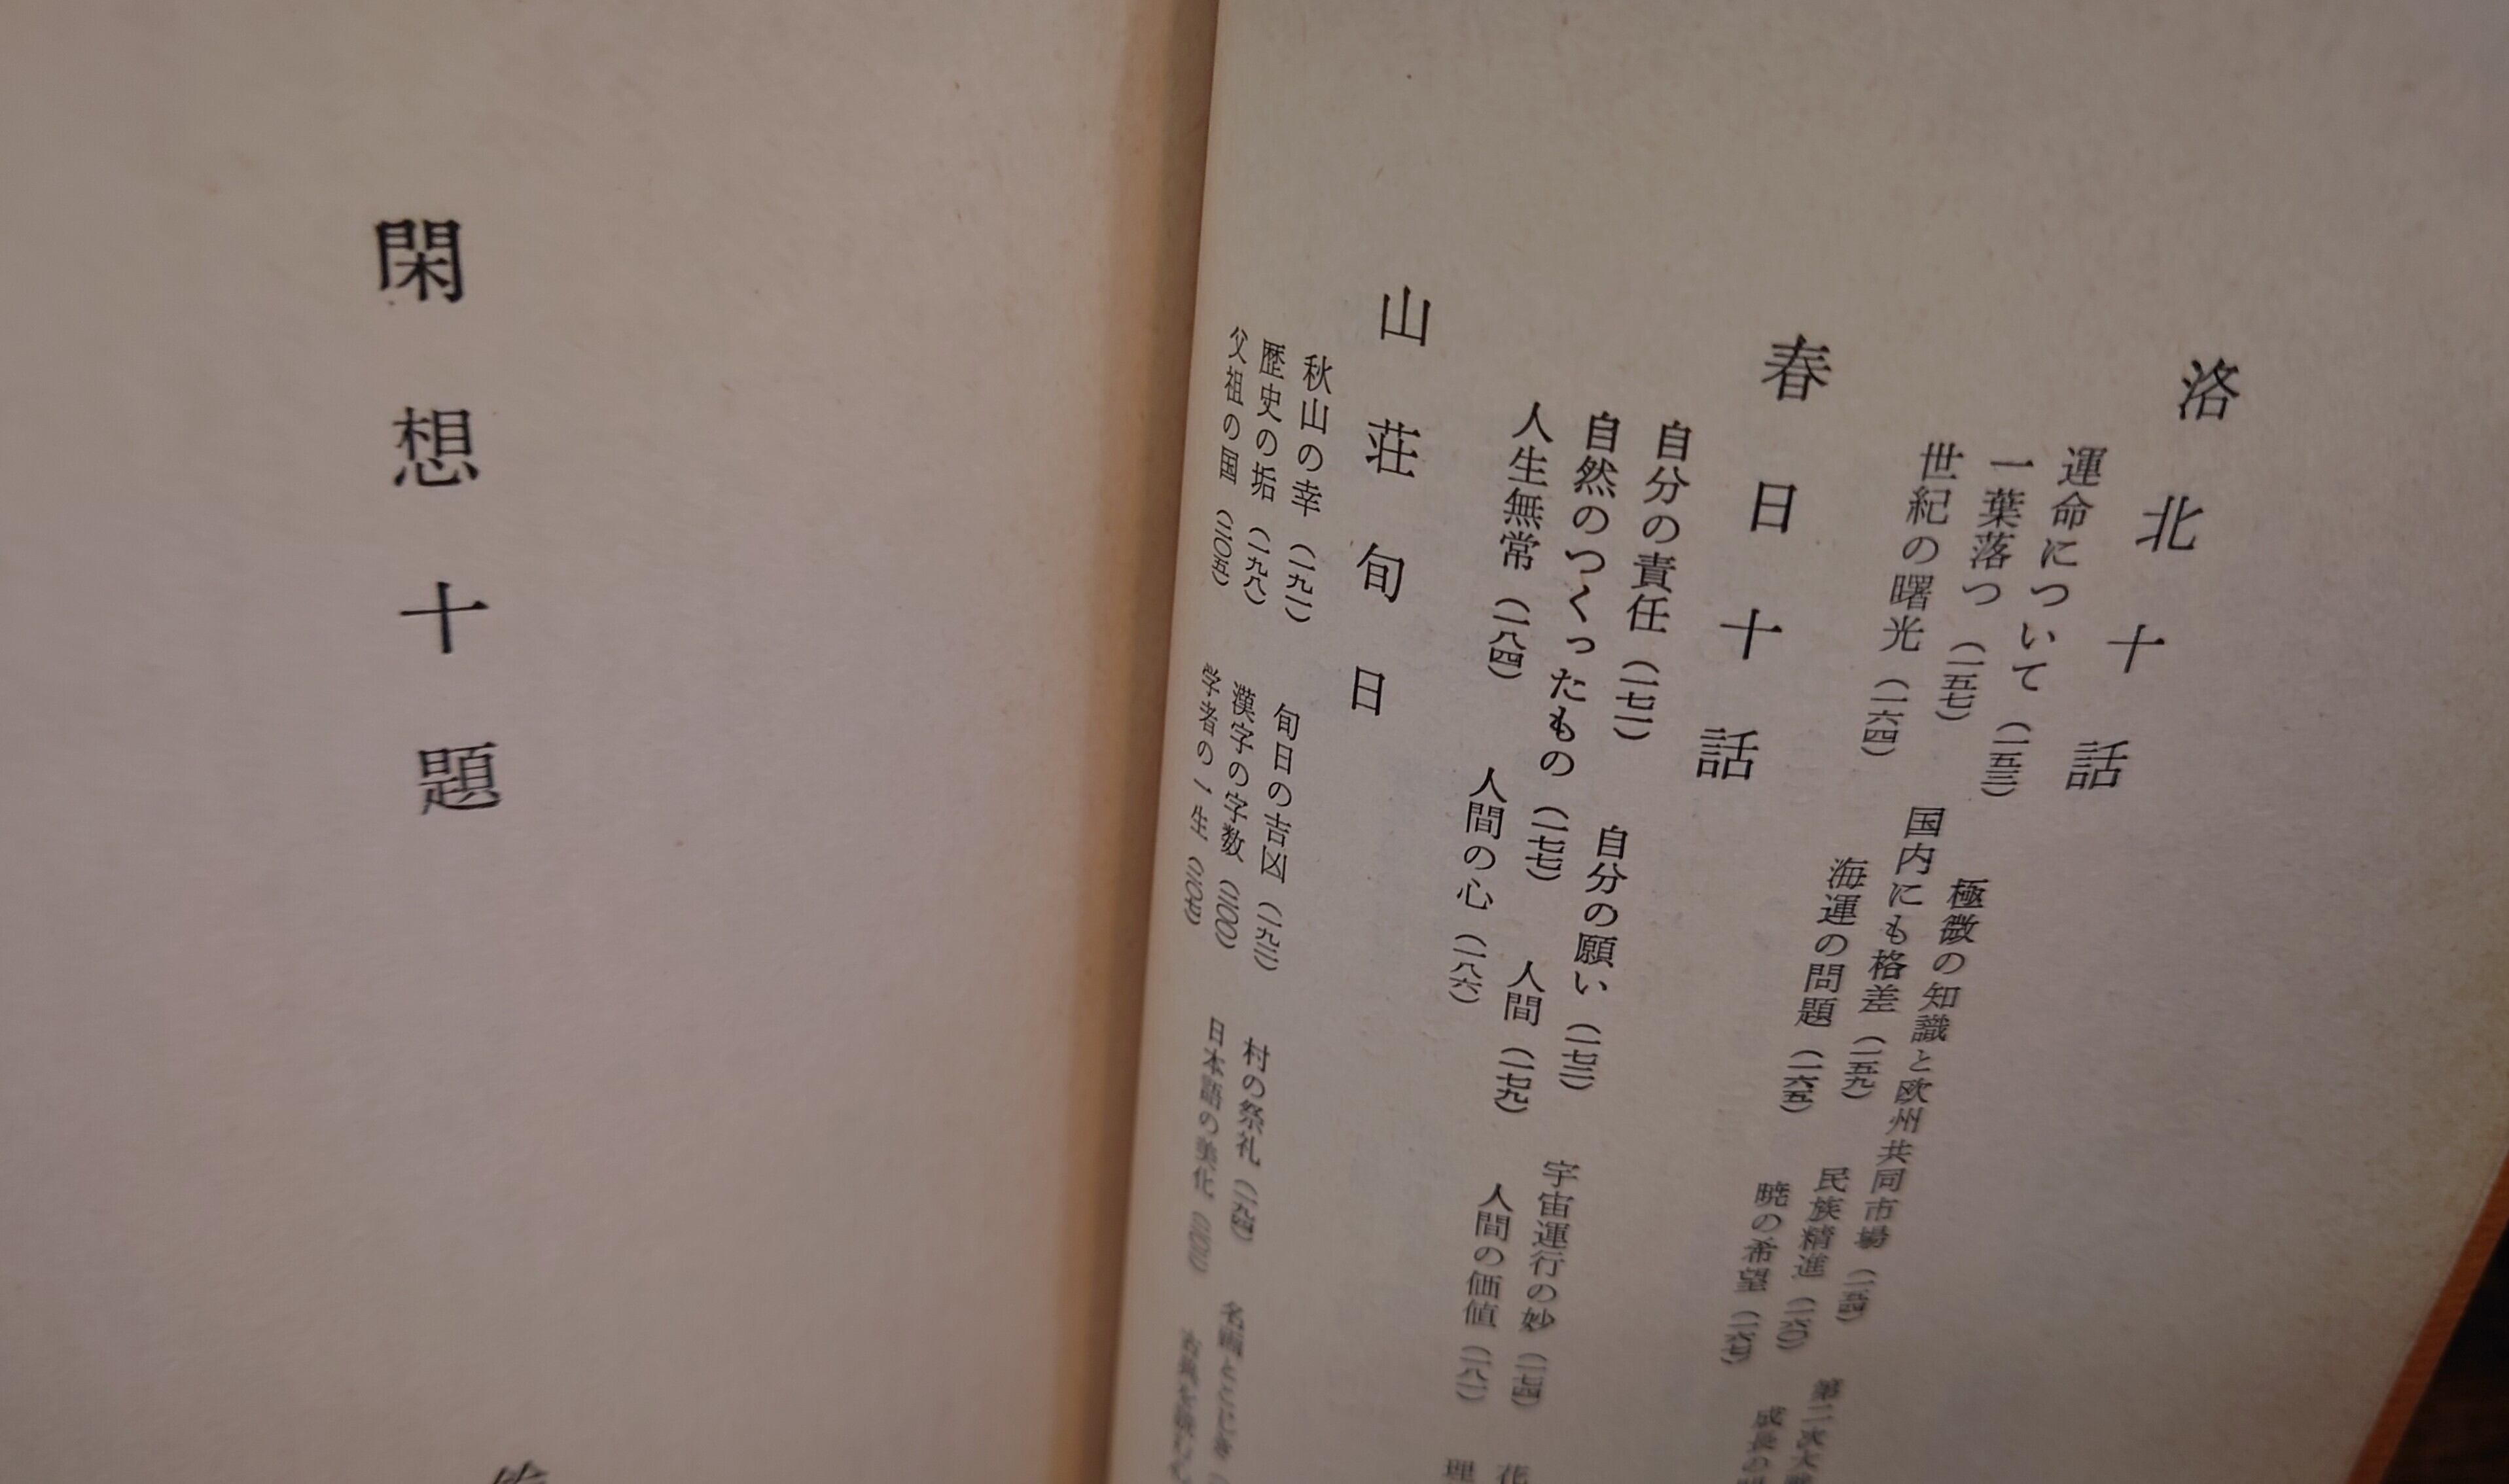 洛北十話
運命について（一五三）
極微の知識と欧州共同市場（一五四）
一葉落つ（一五七）
国内にも格差（一五九）
民族精進（一六〇）
世紀の曙光（一六四）
海運の問題（一六五）
暁の希望（一六七）
春日十話
自分の責任（一七一）
自分の願い（一七三）
宇宙運行の妙（一七四）
花
自然のつくったもの（一七七）
人間（一七九）
人間の価値（一八一）
理
人生無常（一八四）
人間の心（一八六）
山荘旬日
秋山の幸（一九一）
旬日の吉凶（一九三）
村の祭礼（一九四）
名画とこじき
歴史の垢（一九八）
漢字の字数（二〇〇）
日本語の美化
父祖の国（二〇五）
学者の一生（二〇七）
閑想十題